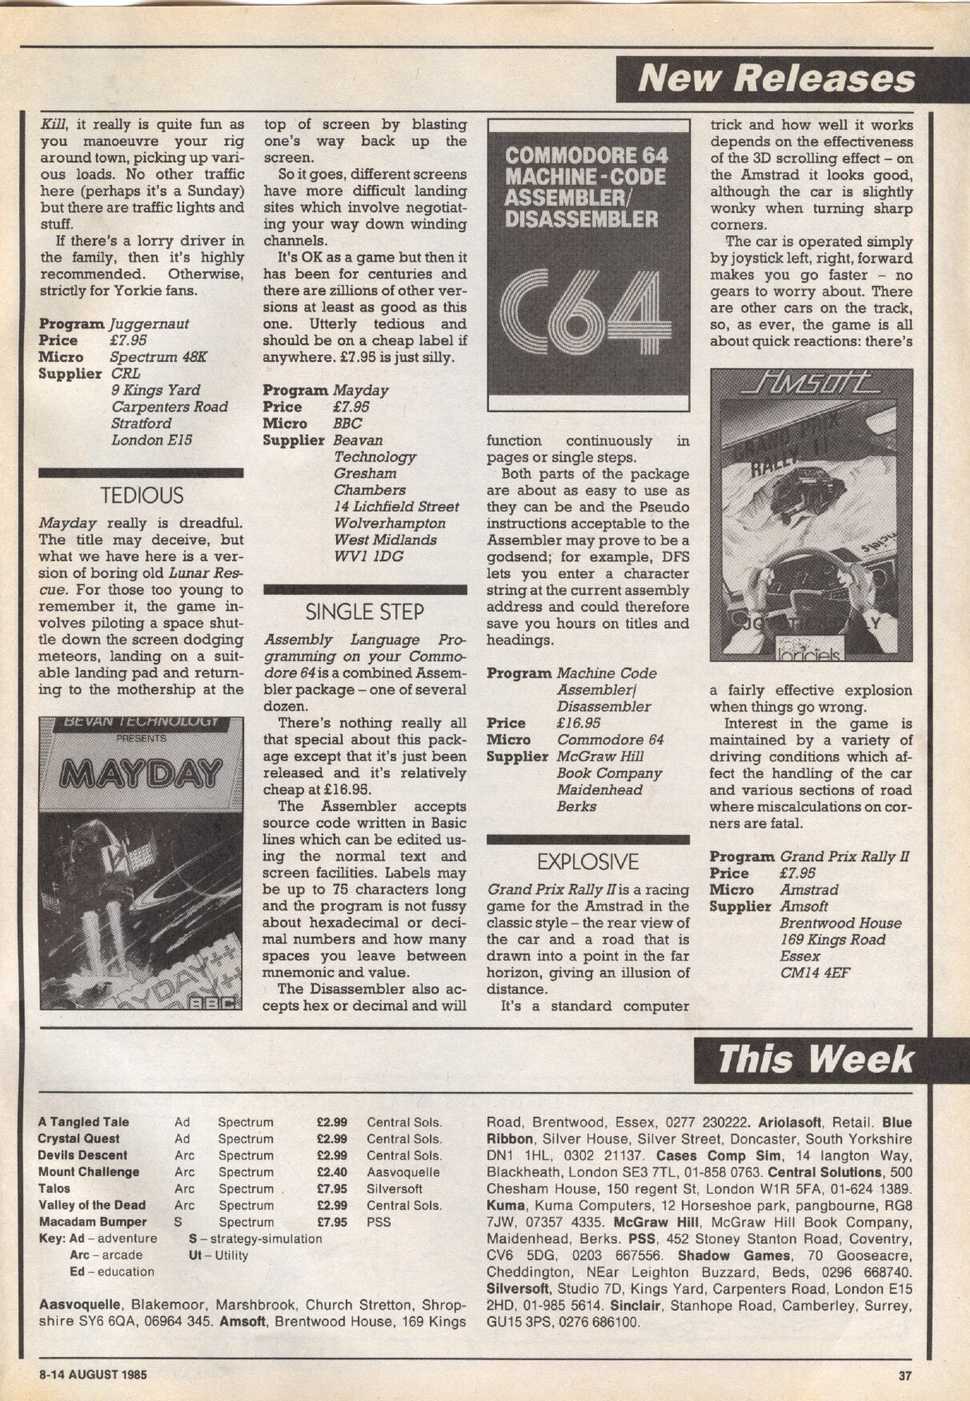 New Releases
Kill, it really is quite fun as
you manoeuvre your rig
around town, picking up vari-
ous loads. No other traffic
here (perhaps it's a Sunday)
but there are traffic lights and
stuff.
If there's a lorry driver in
the family, then it's highly
recommended. Otherwise,
strictly for Yorkie fans.
Program Juggernaut
Price £7.95
Micro Spectrum 48K
Supplier CRL
9 Kings Yard
Carpenters Road
Stratford
London E15
TEDIOUS
Mayday really is dreadful.
The title may deceive, but
what we have here is a ver-
sion of boring old Lunar Res-
cue. For those too young to
remember it, the game in-
volves piloting a space shut-
tle down the screen dodging
meteors, landing on a suit-
able landing pad and return-
ing to the mothership at the
BEVAN TECHNOLOGY
PRESENTS
MAYDAY
BBC
top of screen by blasting
one's way back up the
screen.
So it goes, different screens
have more difficult landing
sites which involve negotiat-
ing your way down winding
channels.
It's OK as a game but then it
has been for centuries and
there are zillions of other ver-
sions at least as good as this
one. Utterly tedious and
should be on a cheap label if
anywhere. £7.95 is just silly.
Program Mayday
Price £7.95
Micro BBC
Supplier Beavan
Technology
Gresham
Chambers
14 Lichfield Street
Wolverhampton
West Midlands
WV1 1DG
SINGLE STEP
Assembly Language Pro-
gramming on your Commo-
dore 64 is a combined Assem-
bler package – one of several
dozen.
There's nothing really all
that special about this pack-
age except that it's just been
released and it's relatively
cheap at £16.95.
The Assembler accepts
source code written in Basic
lines which can be edited us-
ing the normal text and
screen facilities. Labels may
be up to 75 characters long
and the program is not fussy
about hexadecimal or deci-
mal numbers and how many
spaces you leave between
mnemonic and value.
The Disassembler also ac-
cepts hex or decimal and will
COMMODORE 64
MACHINE-CODE
ASSEMBLER/
DISASSEMBLER
C64
function continuously in
pages or single steps.
Both parts of the package
are about as easy to use as
they can be and the Pseudo
instructions acceptable to the
Assembler may prove to be a
godsend; for example, DFS
lets you enter a character
string at the current assembly
address and could therefore
save you hours on titles and
headings.
Program Machine Code
Assembler/
Disassembler
Price £16.95
Micro Commodore 64
Supplier McGraw Hill
Book Company
Maidenhead
Berks
EXPLOSIVE
Grand Prix Rally II is a racing
game for the Amstrad in the
classic style – the rear view of
the car and a road that is
drawn into a point in the far
horizon, giving an illusion of
distance.
It's a standard computer
trick and how well it works
depends on the effectiveness
of the 3D scrolling effect – on
the Amstrad it looks good,
although the car is slightly
wonky when turning sharp
corners.
The car is operated simply
by joystick left, right, forward
makes you go faster – no
gears to worry about. There
are other cars on the track,
so, as ever, the game is all
about quick reactions: there's
AMSOFT
GRAND PRIX
RALLY II
loriciels
a fairly effective explosion
when things go wrong.
Interest in the game is
maintained by a variety of
driving conditions which af-
fect the handling of the car
and various sections of road
where miscalculations on cor-
ners are fatal.
Program Grand Prix Rally II
Price £7.95
Micro Amstrad
Supplier Amsoft
Brentwood House
169 Kings Road
Essex
CM14 4EF
This Week
A Tangled Tale Ad Spectrum £2.99 Central Sols.
Crystal Quest Ad Spectrum £2.99 Central Sols.
Devils Descent Arc Spectrum £2.99 Central Sols.
Mount Challenge Arc Spectrum £2.40 Aasvoquelle
Talos Arc Spectrum £7.95 Silversoft
Valley of the Dead Arc Spectrum £2.99 Central Sols.
Macadam Bumper S Spectrum £7.95 PSS
Key: Ad – adventure S – strategy-simulation
Arc – arcade Ut – Utility
Ed – education
Aasvoquelle, Blakemoor, Marshbrook, Church Stretton, Shrop-
shire SY6 6QA, 06964 345. Amsoft, Brentwood House, 169 Kings
Road, Brentwood, Essex, 0277 230222. Ariolasoft, Retail. Blue
Ribbon, Silver House, Silver Street, Doncaster, South Yorkshire
DN1 1HL, 0302 21137. Cases Comp Sim, 14 langton Way,
Blackheath, London SE3 7TL, 01-858 0763. Central Solutions, 500
Chesham House, 150 regent St, London W1R 5FA, 01-624 1389.
Kuma, Kuma Computers, 12 Horseshoe park, pangbourne, RG8
7JW, 07357 4335. McGraw Hill, McGraw Hill Book Company,
Maidenhead, Berks. PSS, 452 Stoney Stanton Road, Coventry,
CV6 5DG, 0203 667556. Shadow Games, 70 Gooseacre,
Cheddington, NEar Leighton Buzzard, Beds, 0296 668740.
Silversoft, Studio 7D, Kings Yard, Carpenters Road, London E15
2HD, 01-985 5614. Sinclair, Stanhope Road, Camberley, Surrey,
GU15 3PS, 0276 686100.
8-14 AUGUST 1985
37